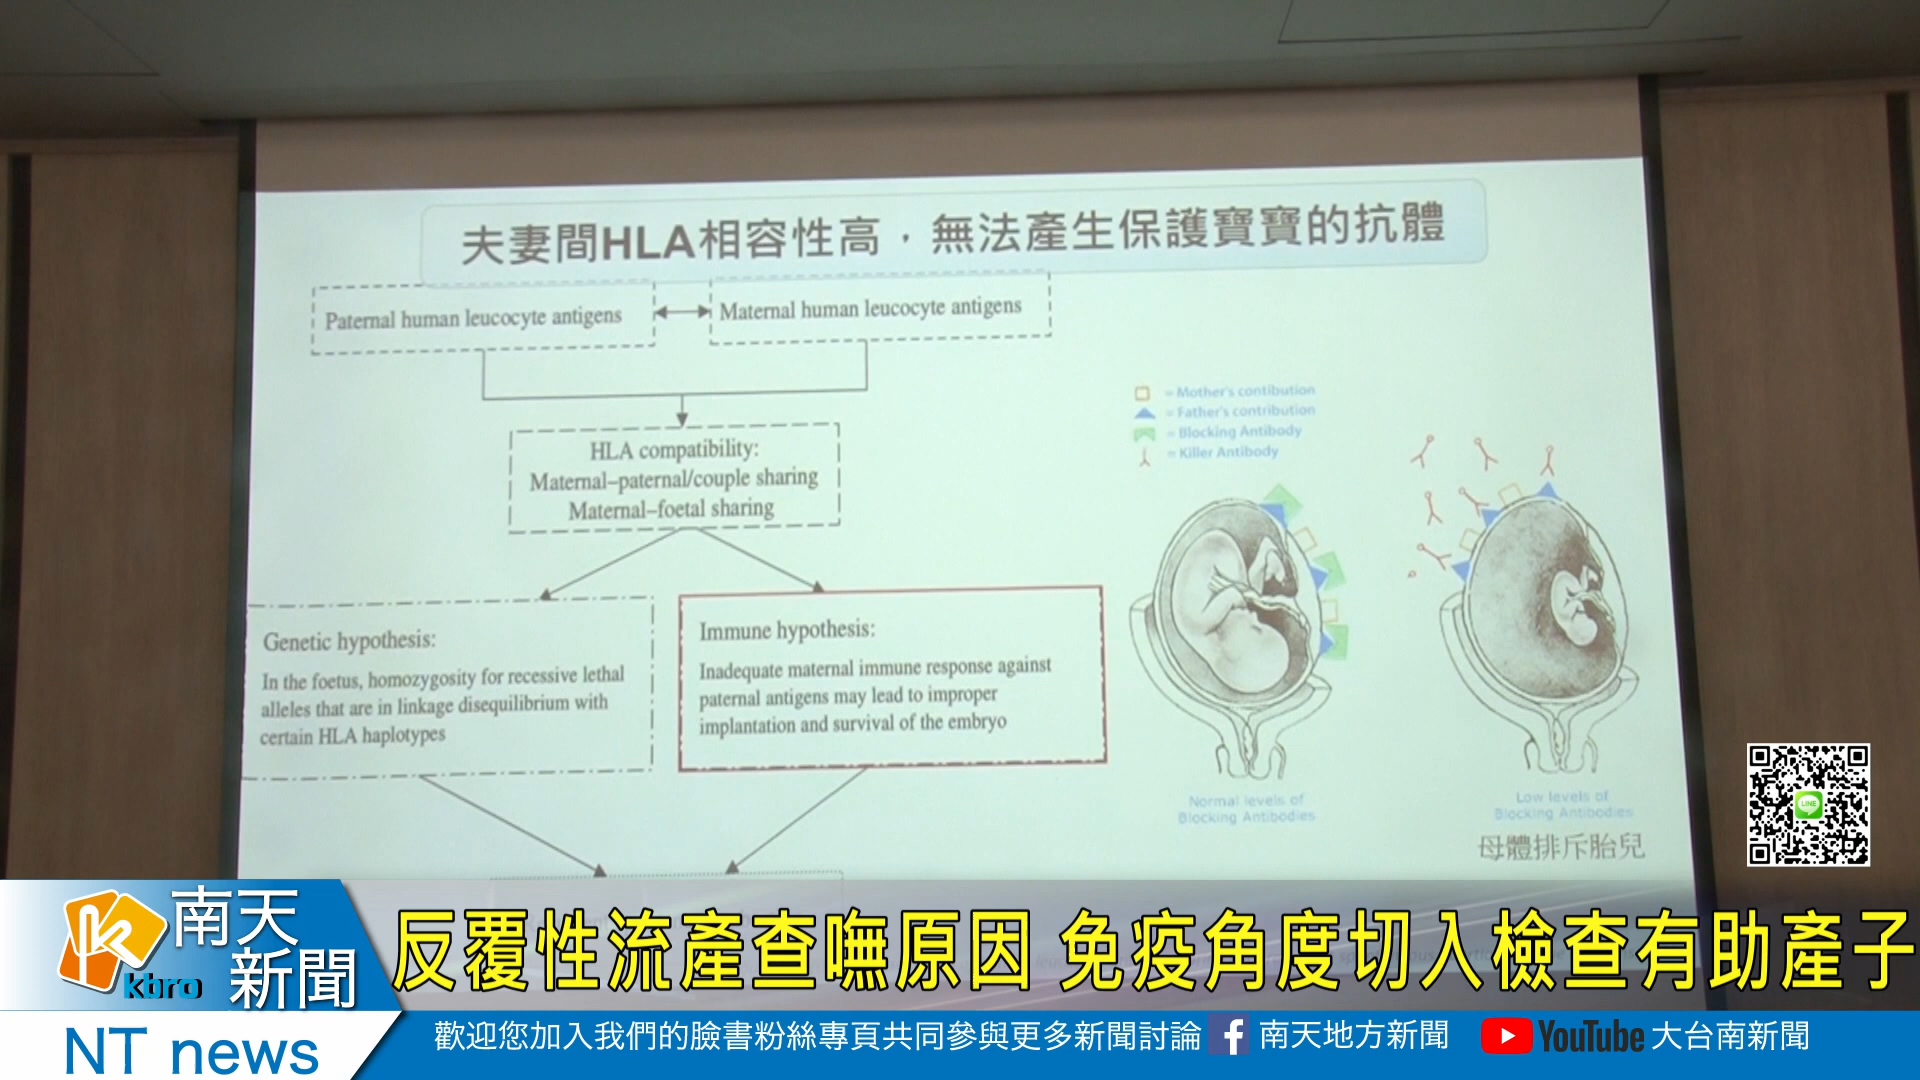 夫妻間HLA相容性高，無法產生保護寶寶的抗體
Paternal human leucocyte antigens
Maternal human leucocyte antigens
HLA compatibility:
Maternal–paternal/couple sharing
Maternal–foetal sharing
Genetic hypothesis:
In the foetus, homozygosity for recessive lethal
alleles that are in linkage disequilibrium with
certain HLA haplotypes
Immune hypothesis:
Inadequate maternal immune response against
paternal antigens may lead to improper
implantation and survival of the embryo
= Mother's contibution
= Father's contribution
= Blocking Antibody
= Killer Antibody
Normal levels of
Blocking Antibodies
Low levels of
Blocking Antibodies
母體排斥胎兒
LINE
南天
新聞
kbro
反覆性流產查嘸原因 免疫角度切入檢查有助產子
NT news
歡迎您加入我們的臉書粉絲專頁共同參與更多新聞討論 南天地方新聞 YouTube 大台南新聞